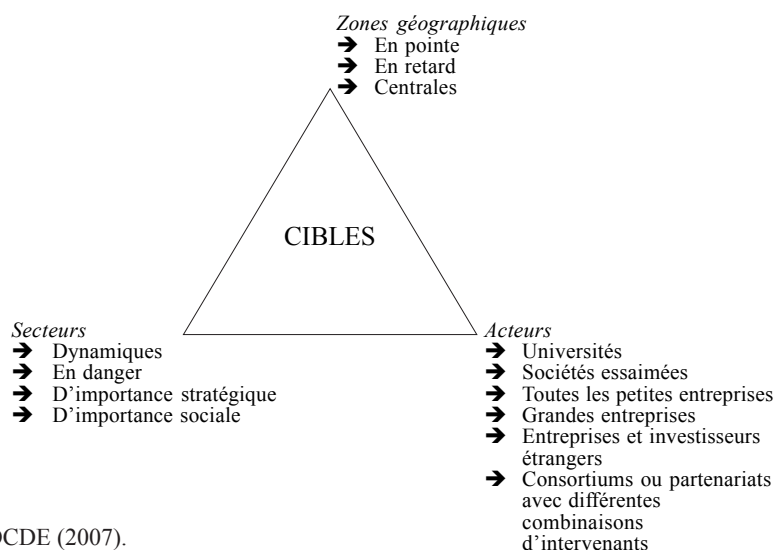 Zones géographiques
➔ En pointe
➔ En retard
➔ Centrales
CIBLES
Secteurs
➔ Dynamiques
➔ En danger
➔ D'importance stratégique
➔ D'importance sociale
Acteurs
➔ Universités
➔ Sociétés essaimées
➔ Toutes les petites entreprises
➔ Grandes entreprises
➔ Entreprises et investisseurs
étrangers
➔ Consortiums ou partenariats
avec différentes
combinaisons
d'intervenants
OCDE (2007).